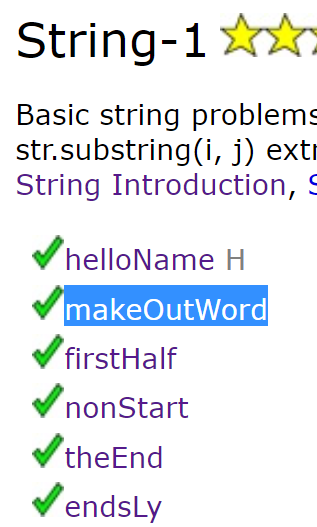 String-1
Basic string problems
str.substring(i, j) extr
String Introduction,
helloName H
makeOutWord
firstHalf
nonStart
theEnd
endsLy